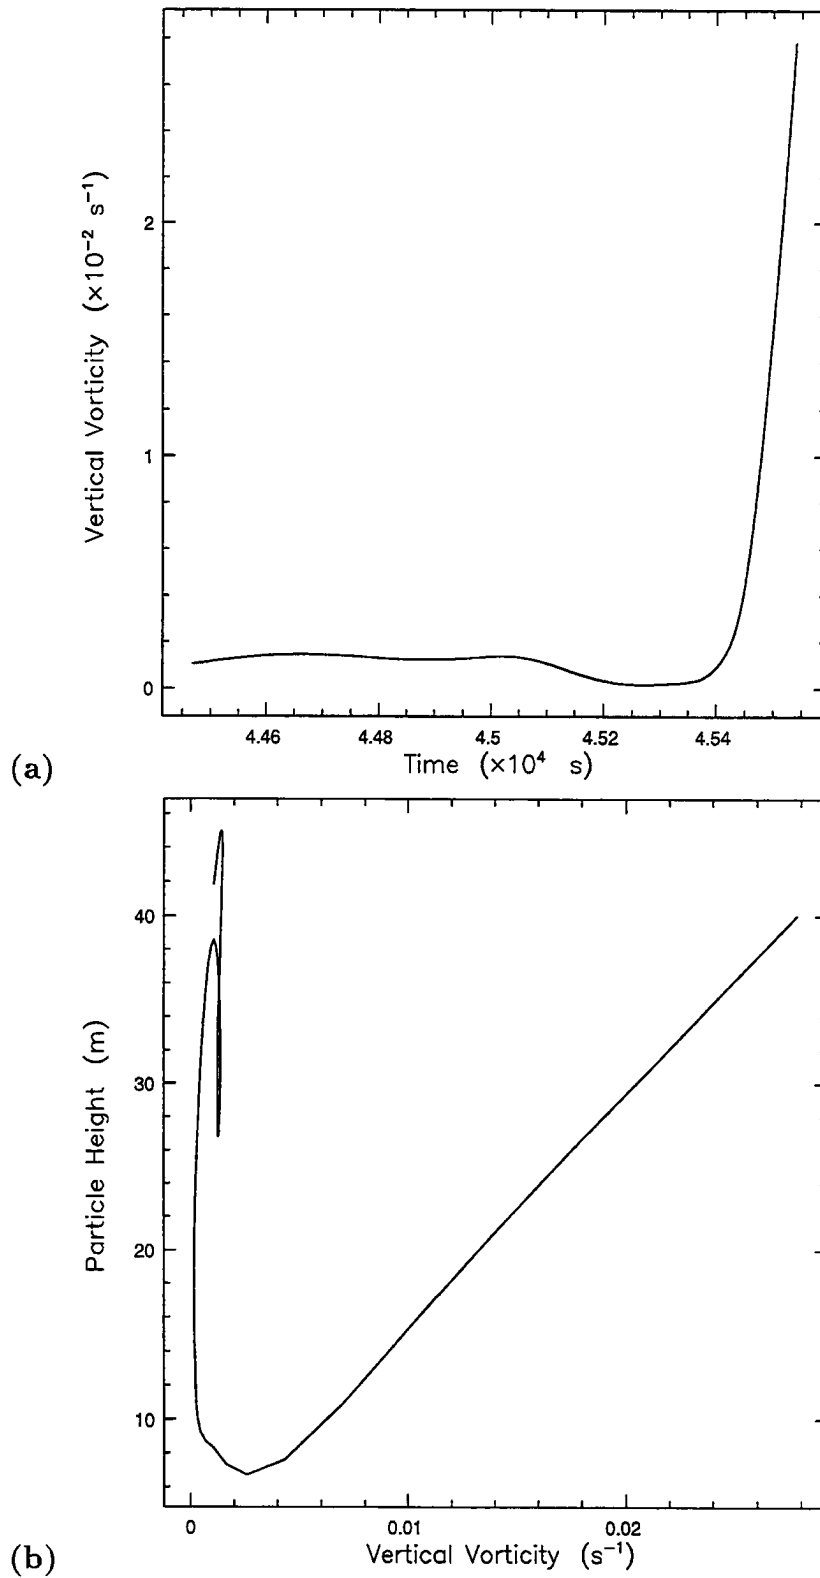 Vertical Vorticity (×10⁻² s⁻¹)
2
1
0
4.46 4.48 4.5 4.52 4.54
(a)
Time (×10⁴ s)
Particle Height (m)
40
30
20
10
0 0.01 0.02
(b)
Vertical Vorticity (s⁻¹)